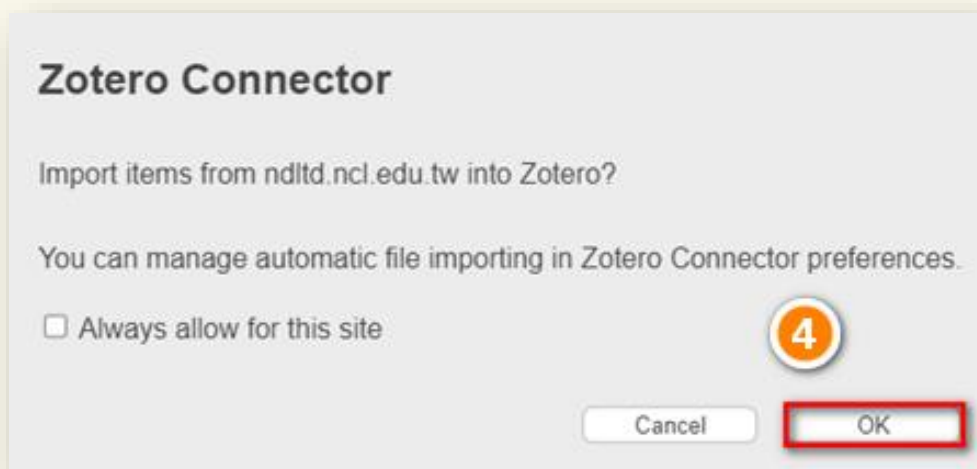 Zotero Connector
Import items from ndltd.ncl.edu.tw into Zotero?
You can manage automatic file importing in Zotero Connector preferences.
Always allow for this site
4
Cancel
OK